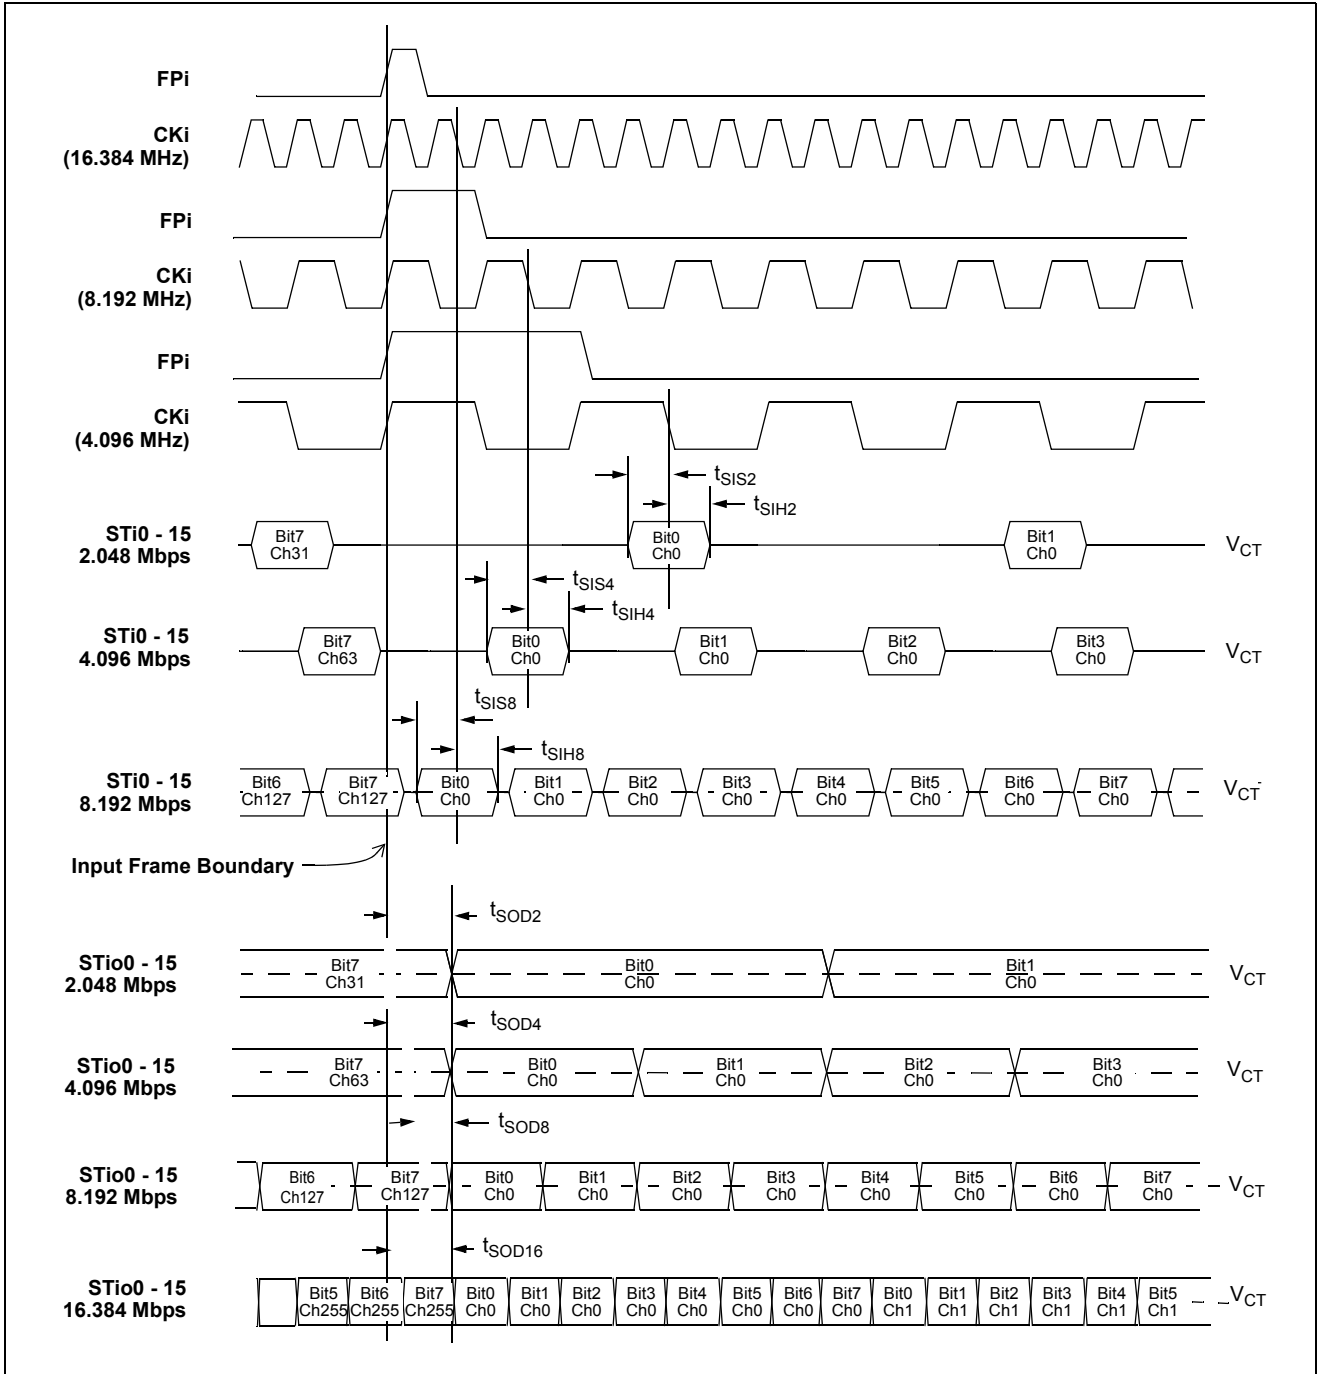 FPi
CKi
(16.384 MHz)
FPi
CKi
(8.192 MHz)
FPi
CKi
(4.096 MHz)
tSIS2
tSIH2
STi0 - 15
2.048 Mbps
Bit7
Ch31
Bit0
Ch0
Bit1
Ch0
VCT
tSIS4
tSIH4
STi0 - 15
4.096 Mbps
Bit7
Ch63
Bit0
Ch0
Bit1
Ch0
Bit2
Ch0
Bit3
Ch0
VCT
tSIS8
tSIH8
STi0 - 15
8.192 Mbps
Bit6
Ch127
Bit7
Ch127
Bit0
Ch0
Bit1
Ch0
Bit2
Ch0
Bit3
Ch0
Bit4
Ch0
Bit5
Ch0
Bit6
Ch0
Bit7
Ch0
VCT
Input Frame Boundary
tSOD2
STio0 - 15
2.048 Mbps
Bit7
Ch31
Bit0
Ch0
Bit1
Ch0
VCT
tSOD4
STio0 - 15
4.096 Mbps
Bit7
Ch63
Bit0
Ch0
Bit1
Ch0
Bit2
Ch0
Bit3
Ch0
VCT
tSOD8
STio0 - 15
8.192 Mbps
Bit6
Ch127
Bit7
Ch127
Bit0
Ch0
Bit1
Ch0
Bit2
Ch0
Bit3
Ch0
Bit4
Ch0
Bit5
Ch0
Bit6
Ch0
Bit7
Ch0
VCT
tSOD16
STio0 - 15
16.384 Mbps
Bit5
Ch255
Bit6
Ch255
Bit7
Ch255
Bit0
Ch0
Bit1
Ch0
Bit2
Ch0
Bit3
Ch0
Bit4
Ch0
Bit5
Ch0
Bit6
Ch0
Bit7
Ch0
Bit0
Ch1
Bit1
Ch1
Bit2
Ch1
Bit3
Ch1
Bit4
Ch1
Bit5
Ch1
VCT